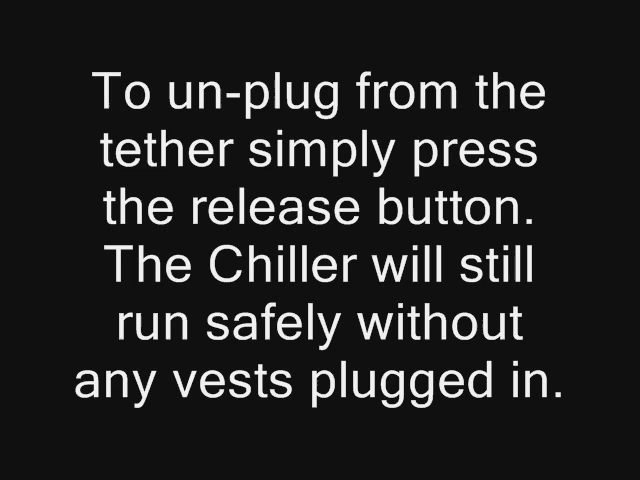 To un-plug from the
tether simply press
the release button.
The Chiller will still
run safely without
any vests plugged in.